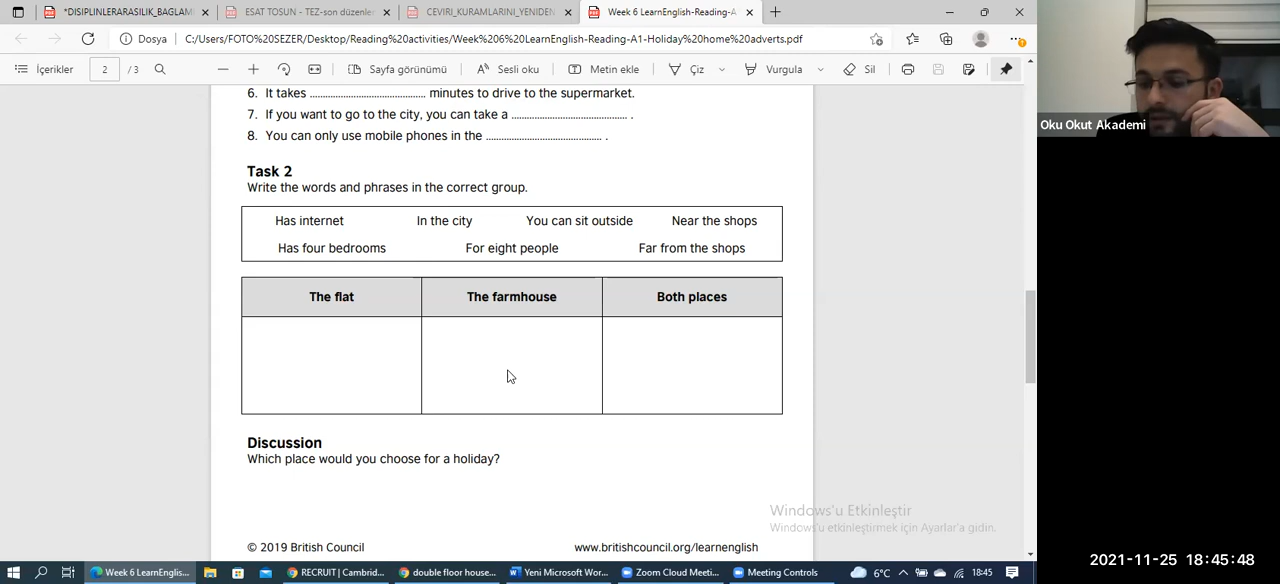 *DISIPLINLERARASILIK_BAGLAM
ESAT TOSUN - TEZ-son düzenler
CEVIRI_KURAMLARINI_YENIDEN
Week 6 LearnEnglish-Reading-A
Dosya
C:/Users/FOTO%20SEZER/Desktop/Reading%20activities/Week%206%20LearnEnglish-Reading-A1-Holiday%20home%20adverts.pdf
İçerikler
2
/3
Sayfa görünümü
Sesli oku
Metin ekle
Çiz
Vurgula
Sil
6. It takes .................................. minutes to drive to the supermarket.
7. If you want to go to the city, you can take a .................................. .
8. You can only use mobile phones in the .................................. .
Task 2
Write the words and phrases in the correct group.
Has internet In the city You can sit outside Near the shops
Has four bedrooms For eight people Far from the shops
The flat The farmhouse Both places
Discussion
Which place would you choose for a holiday?
© 2019 British Council www.britishcouncil.org/learnenglish
Windows'u Etkinleştir
Windows'u etkinleştirmek için Ayarlar'a gidin.
Oku Okut Akademi
2021-11-25 18:45:48
Week 6 LearnEnglis...
RECRUIT | Cambrid...
double floor house...
Yeni Microsoft Wor...
Zoom Cloud Meeti...
Meeting Controls
6°C
18:45